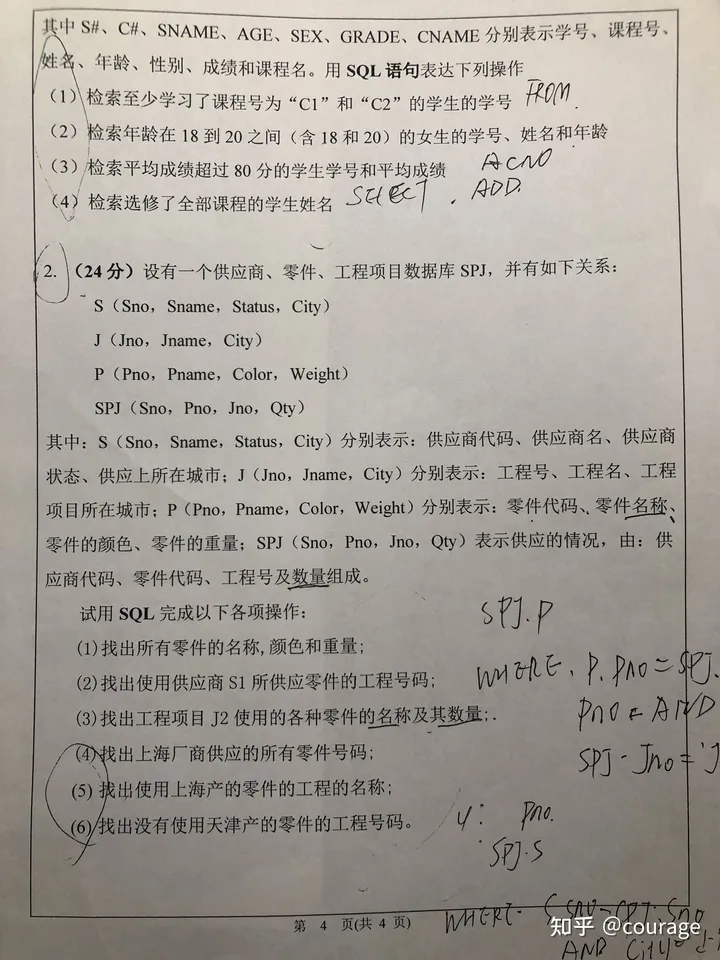 其中 S#、C#、SNAME、AGE、SEX、GRADE、CNAME 分别表示学号、课程号、
姓名、年龄、性别、成绩和课程名。用 SQL 语句表达下列操作
(1) 检索至少学习了课程号为“C1”和“C2”的学生的学号 FROM
(2) 检索年龄在 18 到 20 之间（含 18 和 20）的女生的学号、姓名和年龄
(3) 检索平均成绩超过 80 分的学生学号和平均成绩
(4) 检索选修了全部课程的学生姓名 SELECT . ADD.
2. （24 分）设有一个供应商、零件、工程项目数据库 SPJ，并有如下关系：
S（Sno，Sname，Status，City）
J（Jno，Jname，City）
P（Pno，Pname，Color，Weight）
SPJ（Sno，Pno，Jno，Qty）
其中：S（Sno，Sname，Status，City）分别表示：供应商代码、供应商名、供应商
状态、供应上所在城市；J（Jno，Jname，City）分别表示：工程号、工程名、工程
项目所在城市；P（Pno，Pname，Color，Weight）分别表示：零件代码、零件名称、
零件的颜色、零件的重量；SPJ（Sno，Pno，Jno，Qty）表示供应的情况，由：供
应商代码、零件代码、工程号及数量组成。
试用 SQL 完成以下各项操作：
SPJ.P
(1) 找出所有零件的名称,颜色和重量;
(2) 找出使用供应商 S1 所供应零件的工程号码;
WHERE. P. Pno = SPJ.
(3) 找出工程项目 J2 使用的各种零件的名称及其数量;.
Pno AND
(4) 找出上海厂商供应的所有零件号码;
SPJ-Jno = 'J
(5) 找出使用上海产的零件的工程的名称;
(6) 找出没有使用天津产的零件的工程号码。
4: Pno.
SPJ.S
第 4 页(共 4 页)
WHERE
AND City=
知乎 @courage